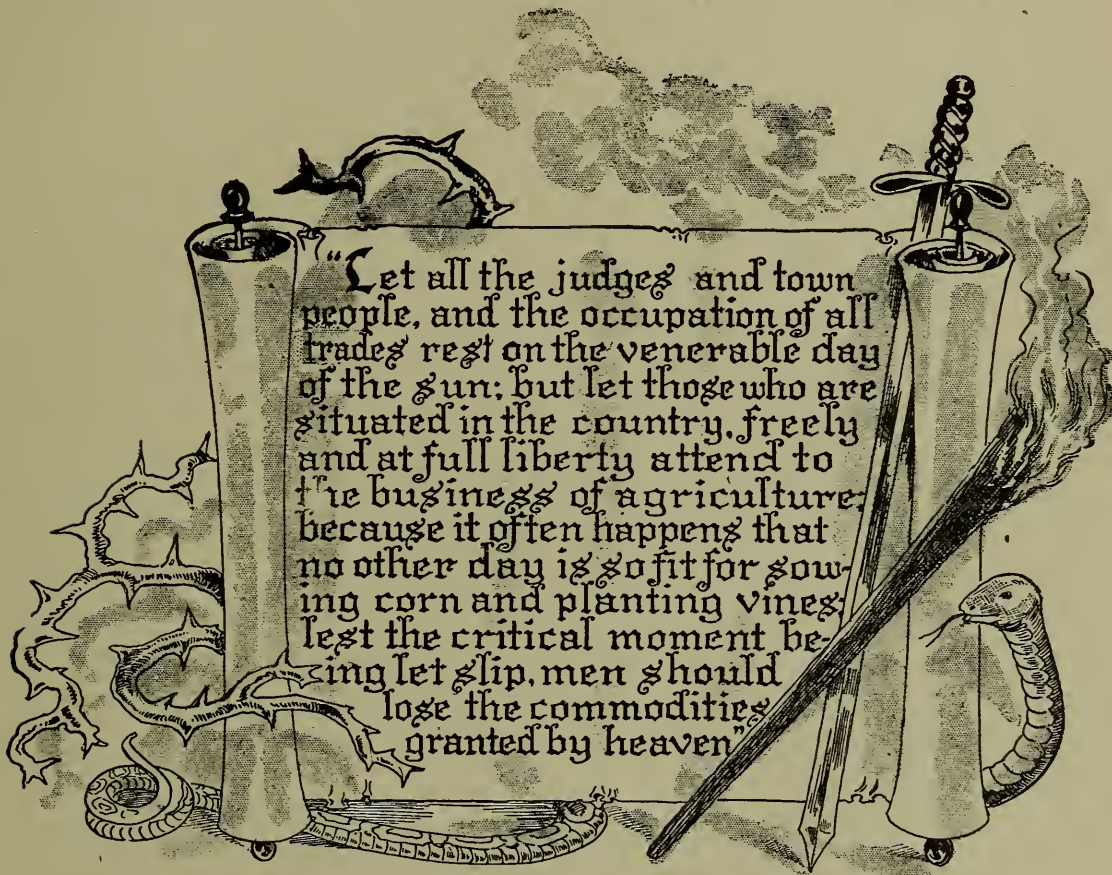 "Let all the judges and town
people, and the occupation of all
trades rest on the venerable day
of the sun; but let those who are
situated in the country, freely
and at full liberty attend to
the business of agriculture;
because it often happens that
no other day is so fit for sow-
ing corn and planting vines;
lest the critical moment be-
ing let slip, men should
lose the commodities
granted by heaven"